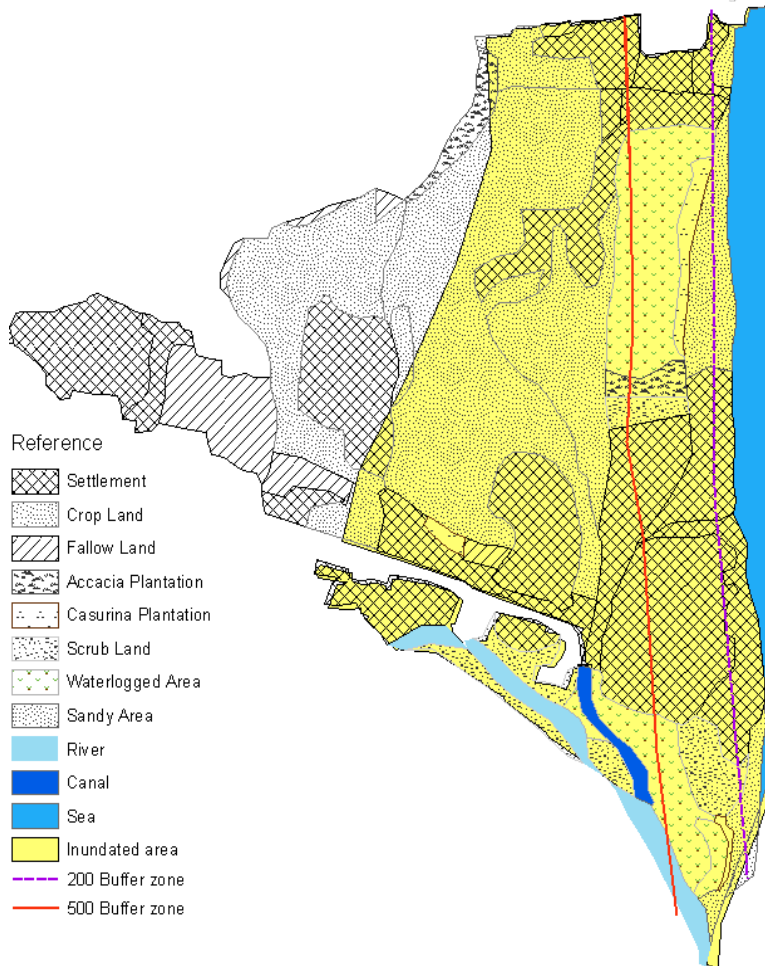 Reference
Settlement
Crop Land
Fallow Land
Accacia Plantation
Casurina Plantation
Scrub Land
Waterlogged Area
Sandy Area
River
Canal
Sea
Inundated area
200 Buffer zone
500 Buffer zone